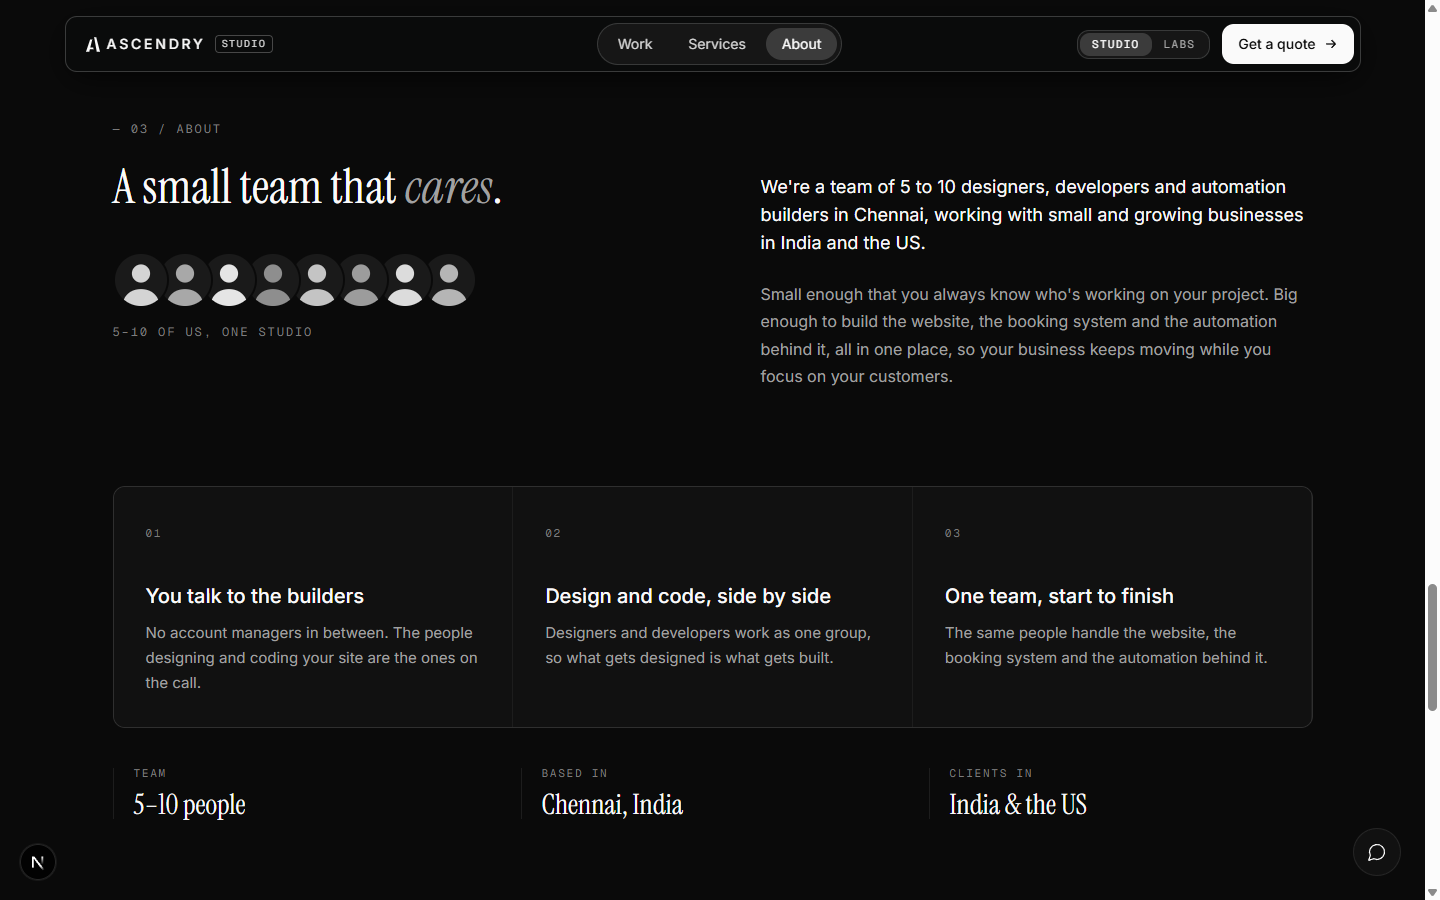 ASCENDRY STUDIO
Work Services About
STUDIO LABS
Get a quote →
— 03 / ABOUT
A small team that cares.
5–10 OF US, ONE STUDIO
We're a team of 5 to 10 designers, developers and automation
builders in Chennai, working with small and growing businesses
in India and the US.
Small enough that you always know who's working on your project. Big
enough to build the website, the booking system and the automation
behind it, all in one place, so your business keeps moving while you
focus on your customers.
01
You talk to the builders
No account managers in between. The people
designing and coding your site are the ones on
the call.
02
Design and code, side by side
Designers and developers work as one group,
so what gets designed is what gets built.
03
One team, start to finish
The same people handle the website, the
booking system and the automation behind it.
TEAM
5–10 people
BASED IN
Chennai, India
CLIENTS IN
India & the US
N